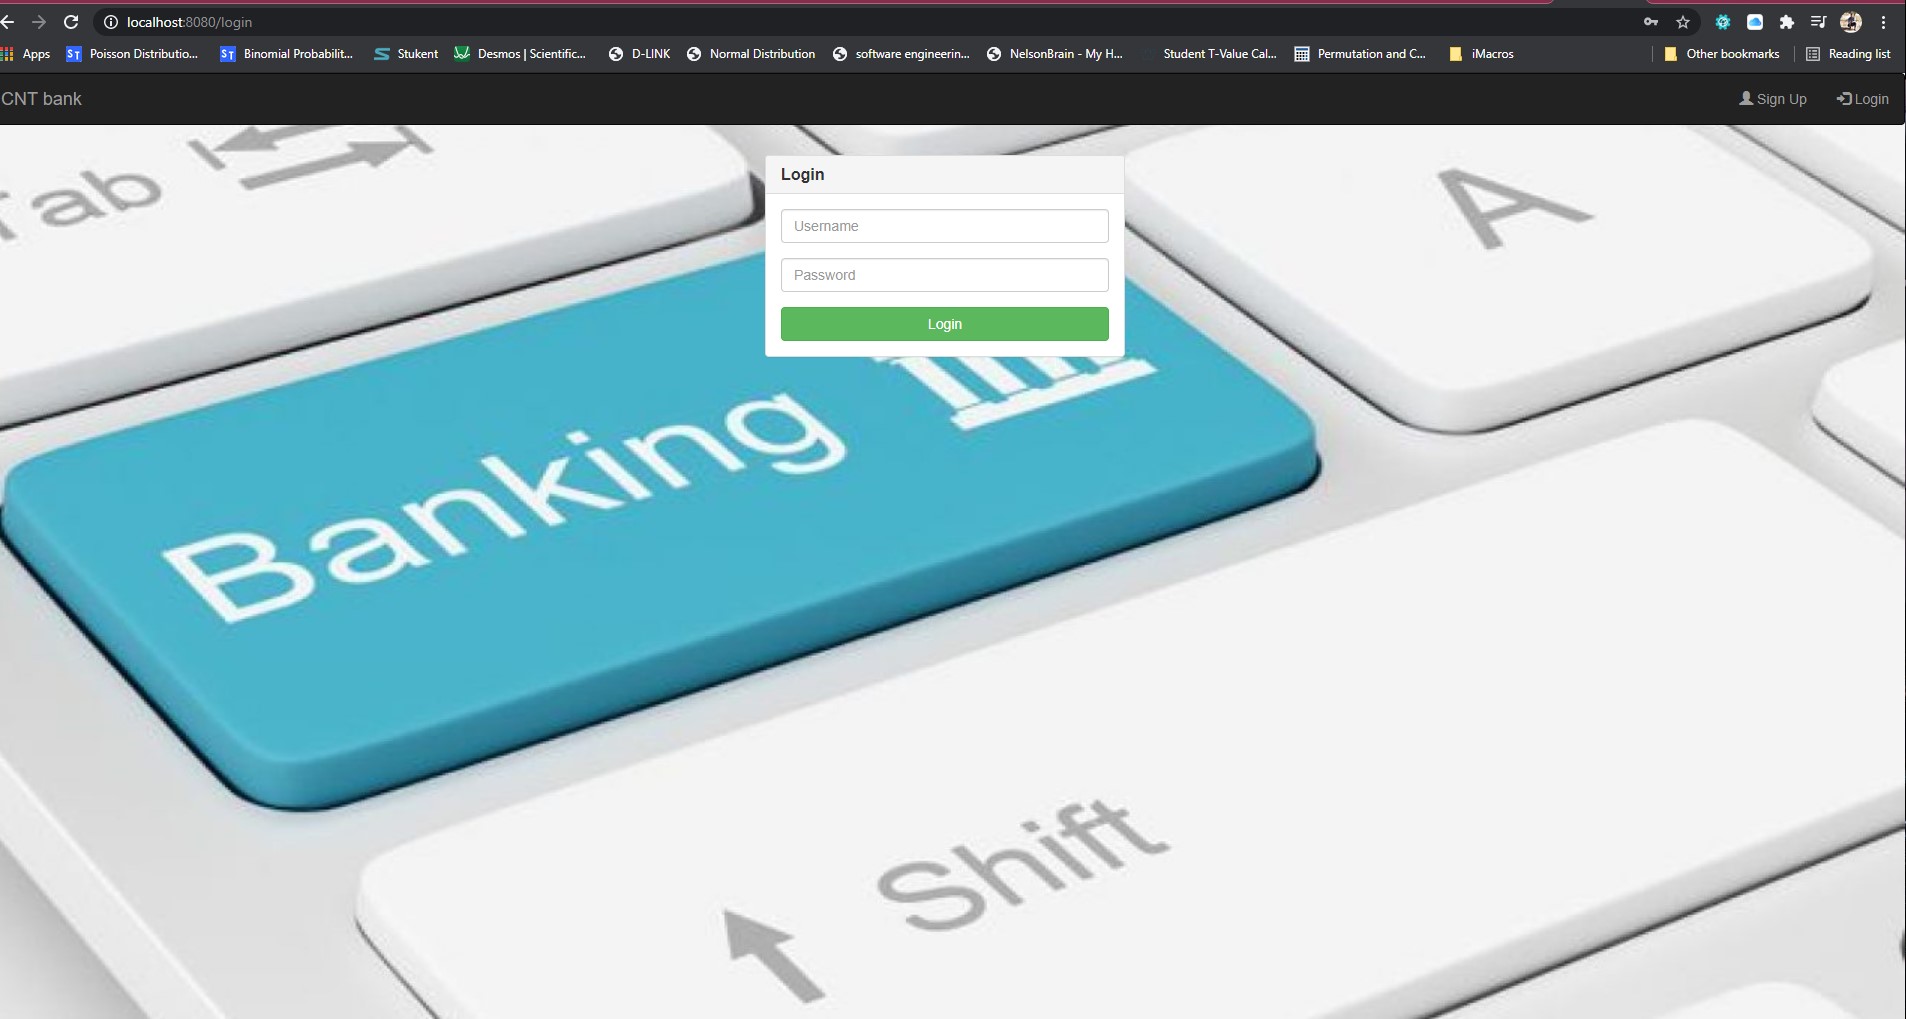 localhost:8080/login
Apps Poisson Distributio... Binomial Probabilit... Stukent Desmos | Scientific... D-LINK Normal Distribution software engineerin... NelsonBrain - My H... Student T-Value Cal... Permutation and C... iMacros Other bookmarks Reading list
CNT bank Sign Up Login
Tab
A
Login
Username
Password
Login
Banking
Shift